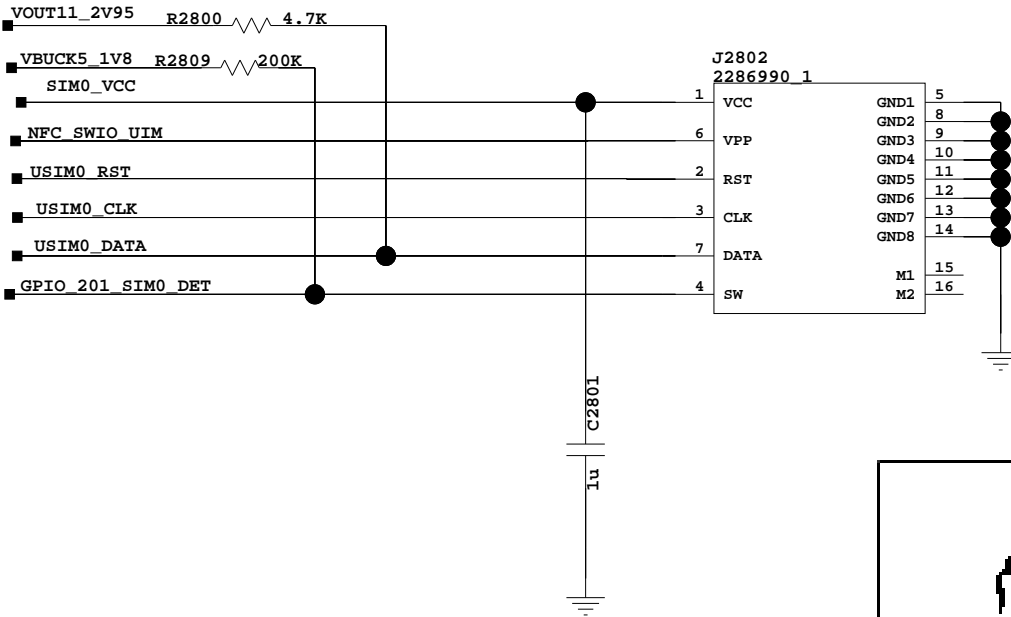 VOUT11_2V95 R2800 4.7K
VBUCK5_1V8 R2809 200K
SIM0_VCC
NFC_SWIO_UIM
USIM0_RST
USIM0_CLK
USIM0_DATA
GPIO_201_SIM0_DET
J2802
2286990_1
1 VCC GND1 5
GND2 8
6 VPP GND3 9
GND4 10
2 RST GND5 11
GND6 12
3 CLK GND7 13
GND8 14
7 DATA
M1 15
4 SW M2 16
C2801
1u